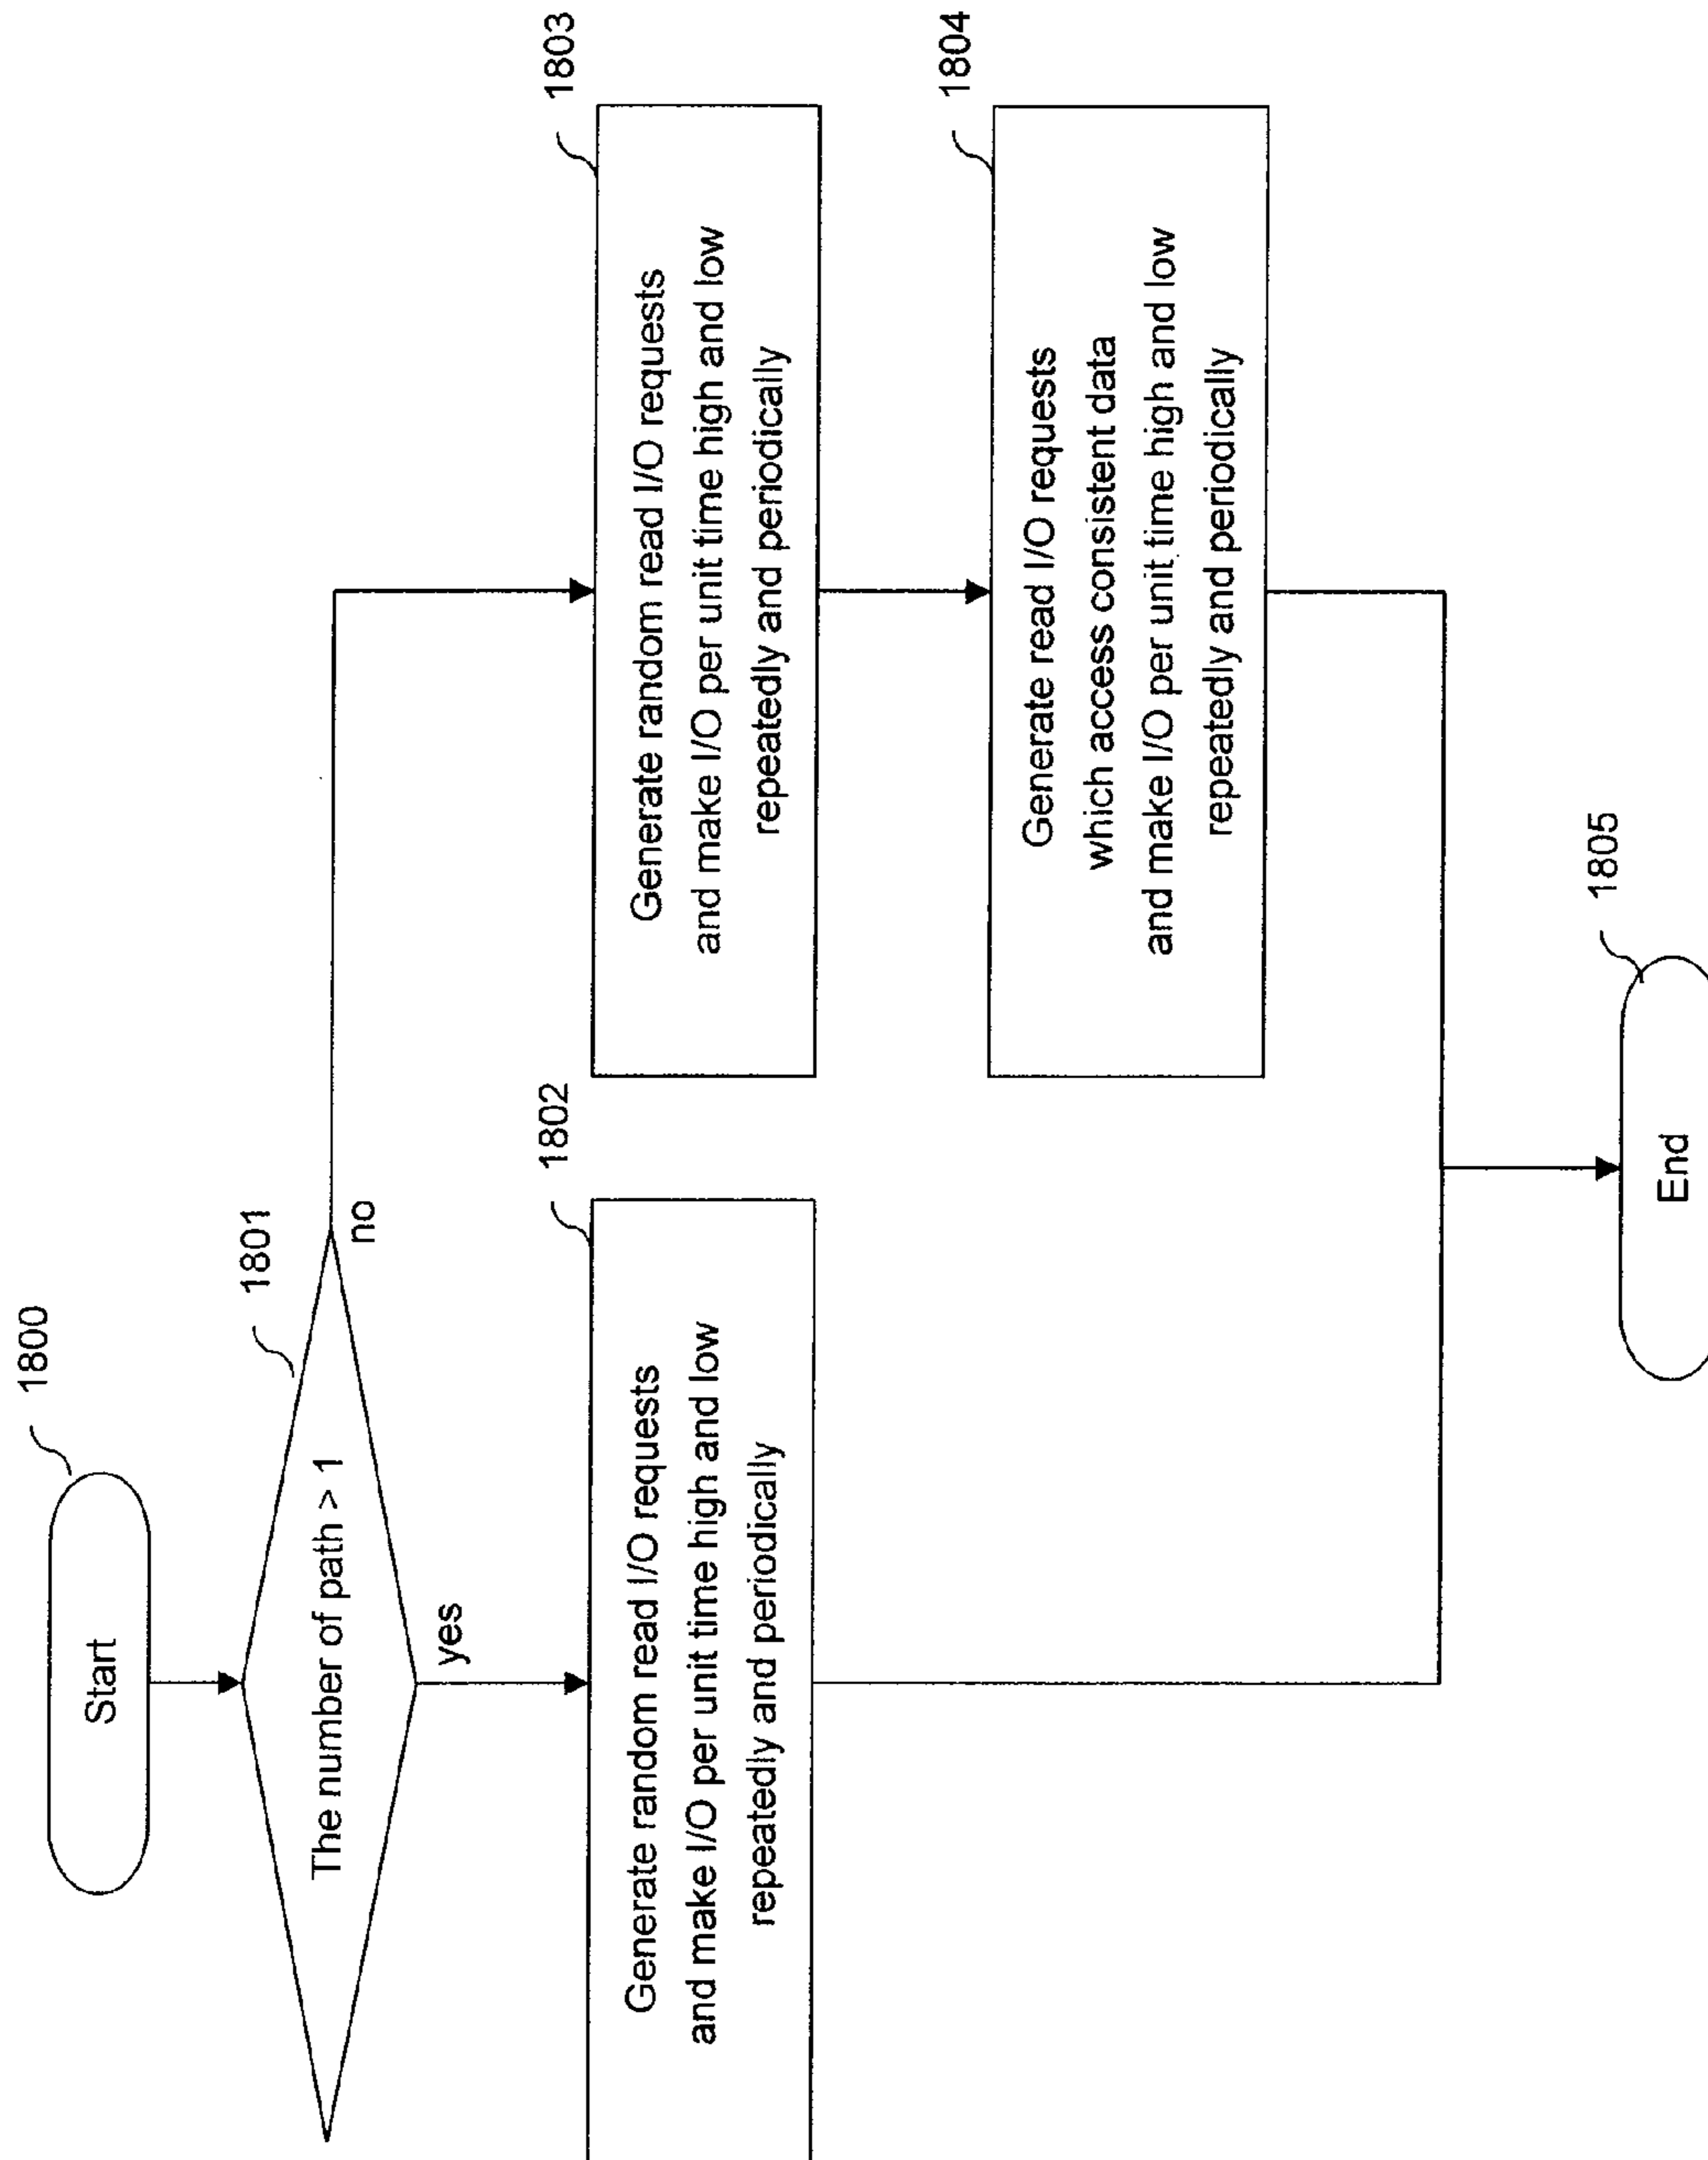 1800
Start
1801
The number of path > 1
no
yes
1802
Generate random read I/O requests
and make I/O per unit time high and low
repeatedly and periodically
1803
Generate random read I/O requests
and make I/O per unit time high and low
repeatedly and periodically
1804
Generate read I/O requests
which access consistent data
and make I/O per unit time high and low
repeatedly and periodically
1805
End